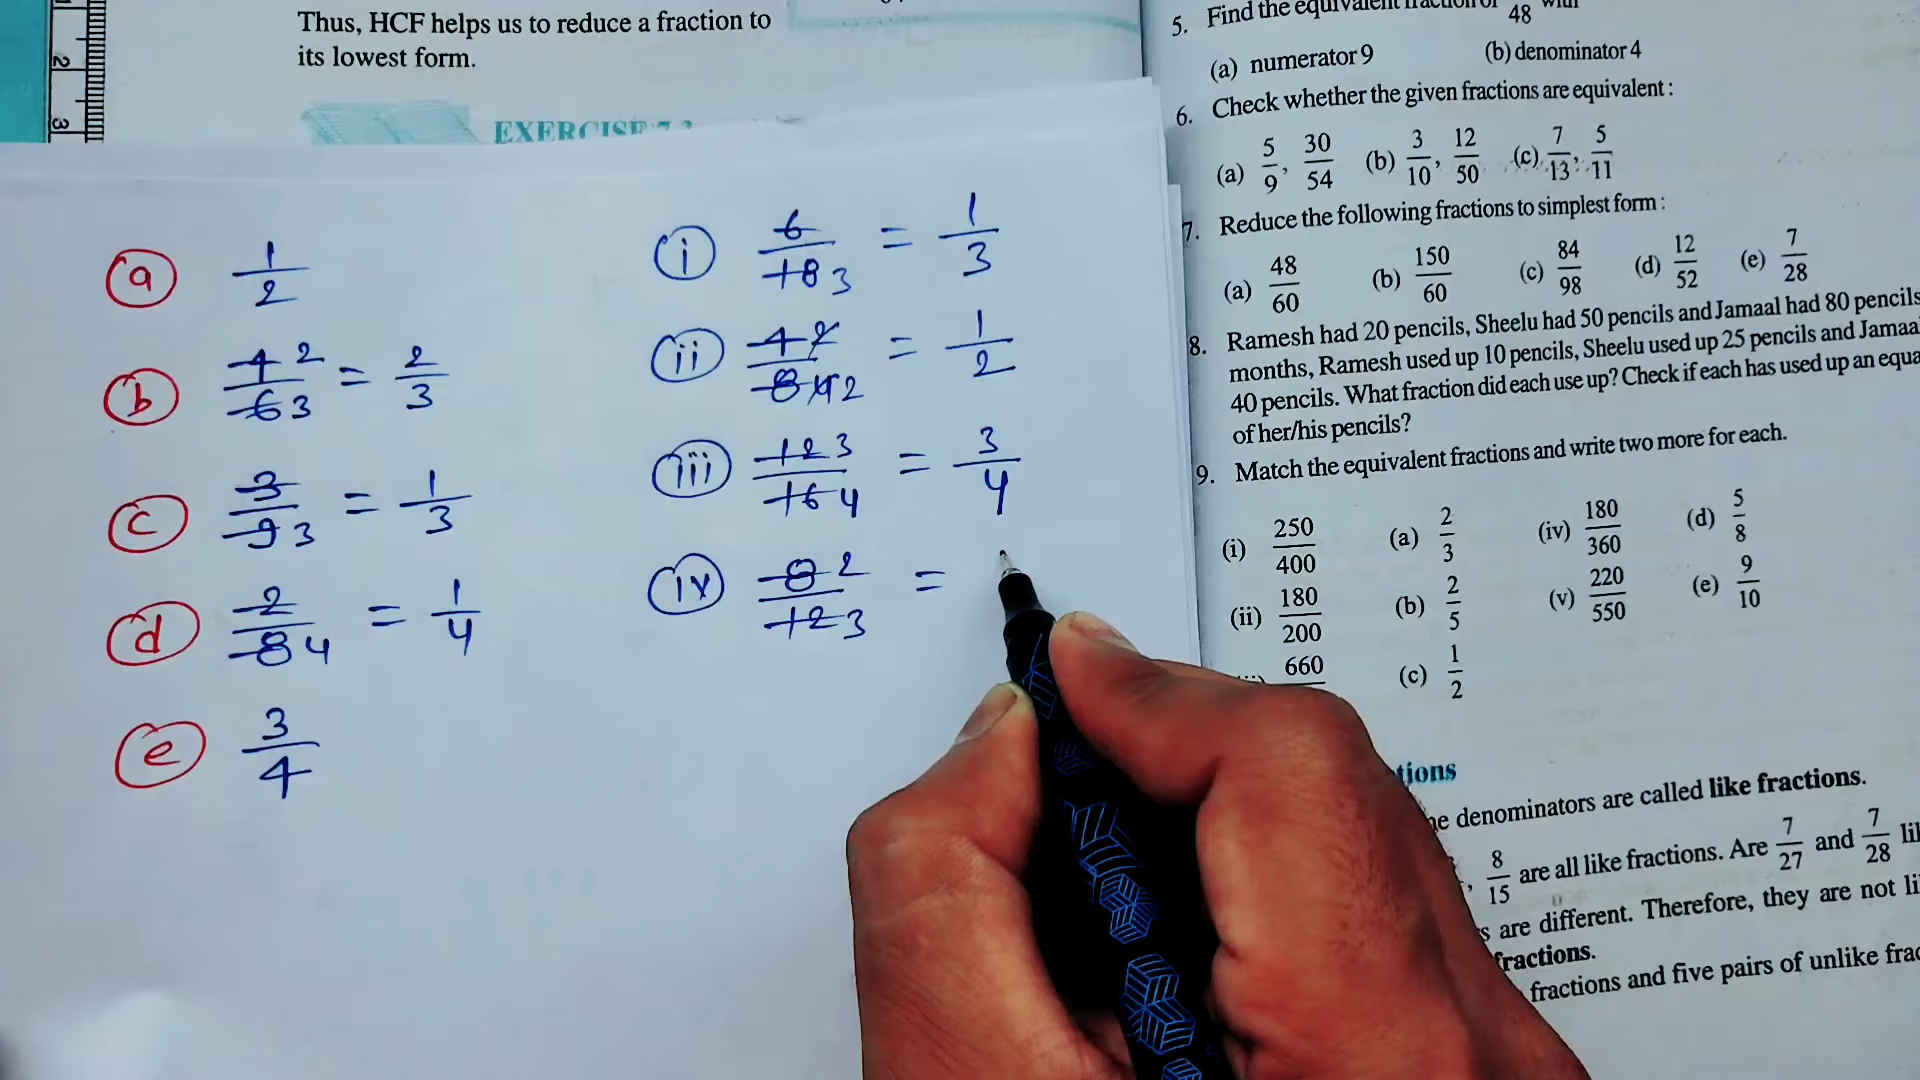 Thus, HCF helps us to reduce a fraction to
its lowest form.
1
2
3
EXERCISE 7.3
(a) 1/2
(b) 4/6 2 3 = 2/3
(c) 3/9 3 = 1/3
(d) 2/8 4 = 1/4
(e) 3/4
(i) 6/18 3 = 1/3
(ii) 4/8 2 4 2 = 1/2
(iii) 12/16 3 4 = 3/4
(iv) 8/12 2 3 =
5. Find the equivalent fraction of /48 with
(a) numerator 9 (b) denominator 4
6. Check whether the given fractions are equivalent :
(a) 5/9, 30/54 (b) 3/10, 12/50 (c) 7/13, 5/11
7. Reduce the following fractions to simplest form :
(a) 48/60 (b) 150/60 (c) 84/98 (d) 12/52 (e) 7/28
8. Ramesh had 20 pencils, Sheelu had 50 pencils and Jamaal had 80 pencils
months, Ramesh used up 10 pencils, Sheelu used up 25 pencils and Jamaa
40 pencils. What fraction did each use up? Check if each has used up an equa
of her/his pencils?
9. Match the equivalent fractions and write two more for each.
(i) 250/400 (a) 2/3 (iv) 180/360 (d) 5/8
(ii) 180/200 (b) 2/5 (v) 220/550 (e) 9/10
660 (c) 1/2
tions
e denominators are called like fractions.
, 8/15 are all like fractions. Are 7/27 and 7/28 li
s are different. Therefore, they are not li
fractions.
fractions and five pairs of unlike frac